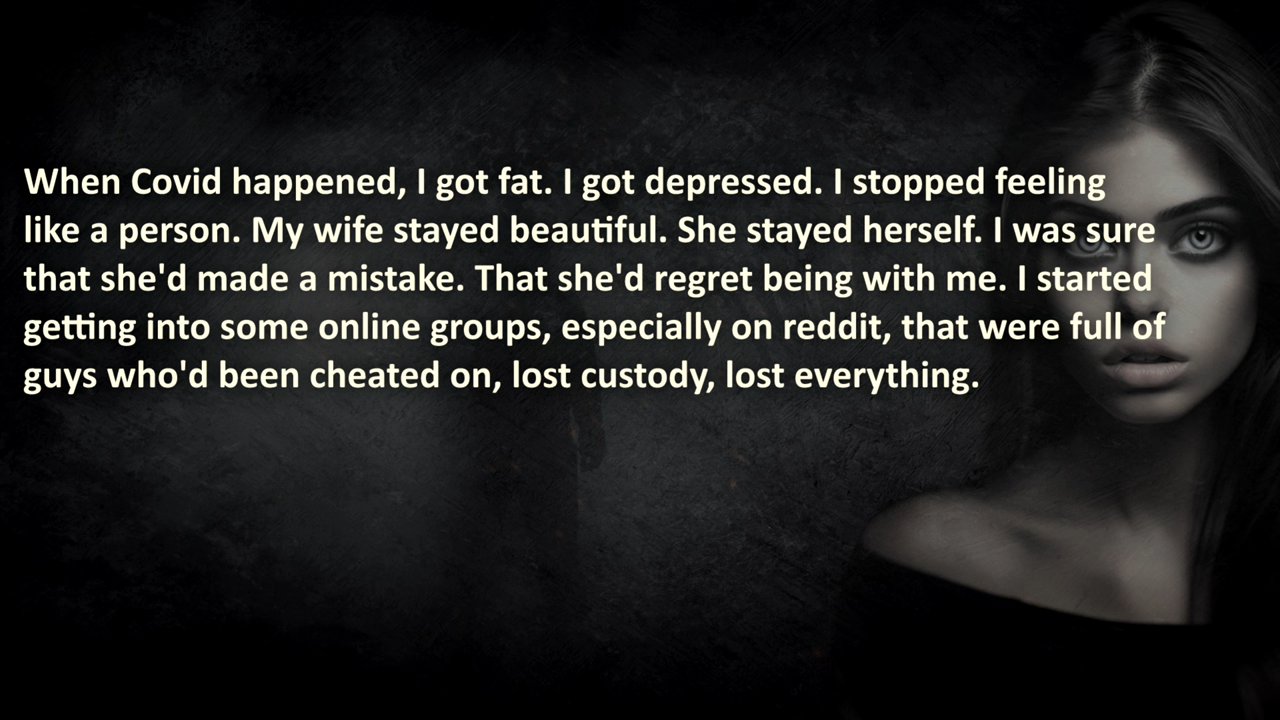 When Covid happened, I got fat. I got depressed. I stopped feeling
like a person. My wife stayed beautiful. She stayed herself. I was sure
that she'd made a mistake. That she'd regret being with me. I started
getting into some online groups, especially on reddit, that were full of
guys who'd been cheated on, lost custody, lost everything.